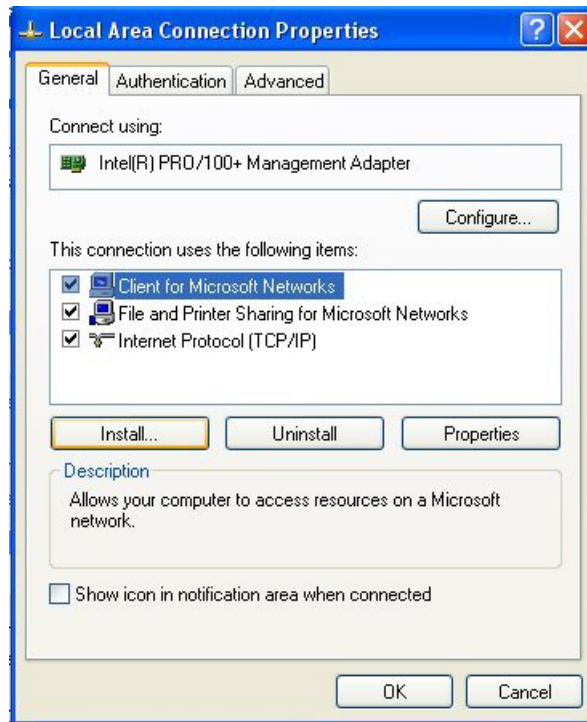 Local Area Connection Properties
General Authentication Advanced
Connect using:
Intel(R) PRO/100+ Management Adapter
Configure...
This connection uses the following items:
Client for Microsoft Networks
File and Printer Sharing for Microsoft Networks
Internet Protocol (TCP/IP)
Install... Uninstall Properties
Description
Allows your computer to access resources on a Microsoft
network.
Show icon in notification area when connected
OK Cancel